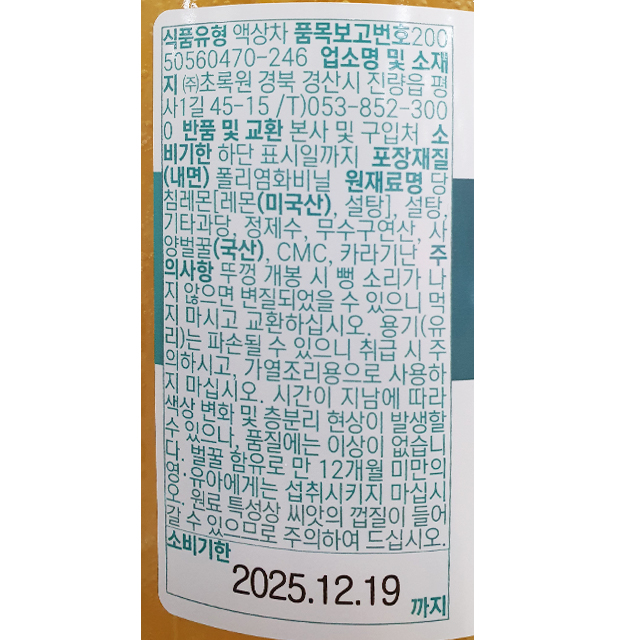 식품유형 액상차 품목보고번호200
50560470-246 업소명 및 소재
지 ㈜초록원 경북 경산시 진량읍 평
사1길 45-15 /T)053-852-300
0 반품 및 교환 본사 및 구입처 소
비기한 하단 표시일까지 포장재질
(내면) 폴리염화비닐 원재료명 당
침레몬[레몬(미국산), 설탕], 설탕,
기타과당, 정제수, 무수구연산, 사
양벌꿀(국산), CMC, 카라기난 주
의사항 뚜껑 개봉 시 뻥 소리가 나
지 않으면 변질되었을 수 있으니 먹
지 마시고 교환하십시오. 용기(유
리)는 파손될 수 있으니 취급 시 주
의하시고, 가열조리용으로 사용하
지 마십시오. 시간이 지남에 따라
색상 변화 및 층분리 현상이 발생할
수 있으나, 품질에는 이상이 없습니
다. 벌꿀 함유로 만 12개월 미만의
영·유아에게는 섭취시키지 마십시
오. 원료 특성상 씨앗의 껍질이 들어
갈 수 있으므로 주의하여 드십시오.
소비기한
2025.12.19 까지